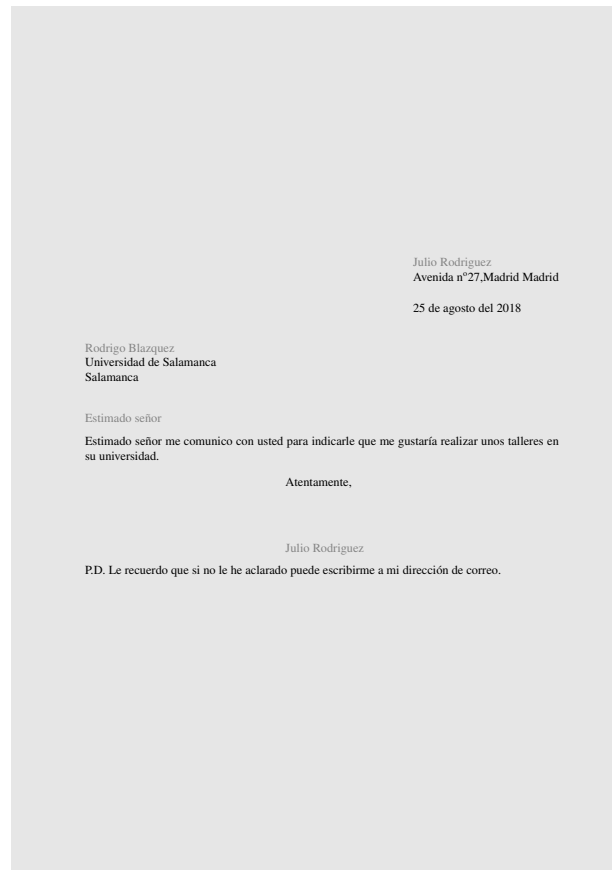 Julio Rodriguez
Avenida nº27,Madrid Madrid
25 de agosto del 2018
Rodrigo Blazquez
Universidad de Salamanca
Salamanca
Estimado señor
Estimado señor me comunico con usted para indicarle que me gustaría realizar unos talleres en
su universidad.
Atentamente,
Julio Rodriguez
P.D. Le recuerdo que si no le he aclarado puede escribirme a mi dirección de correo.